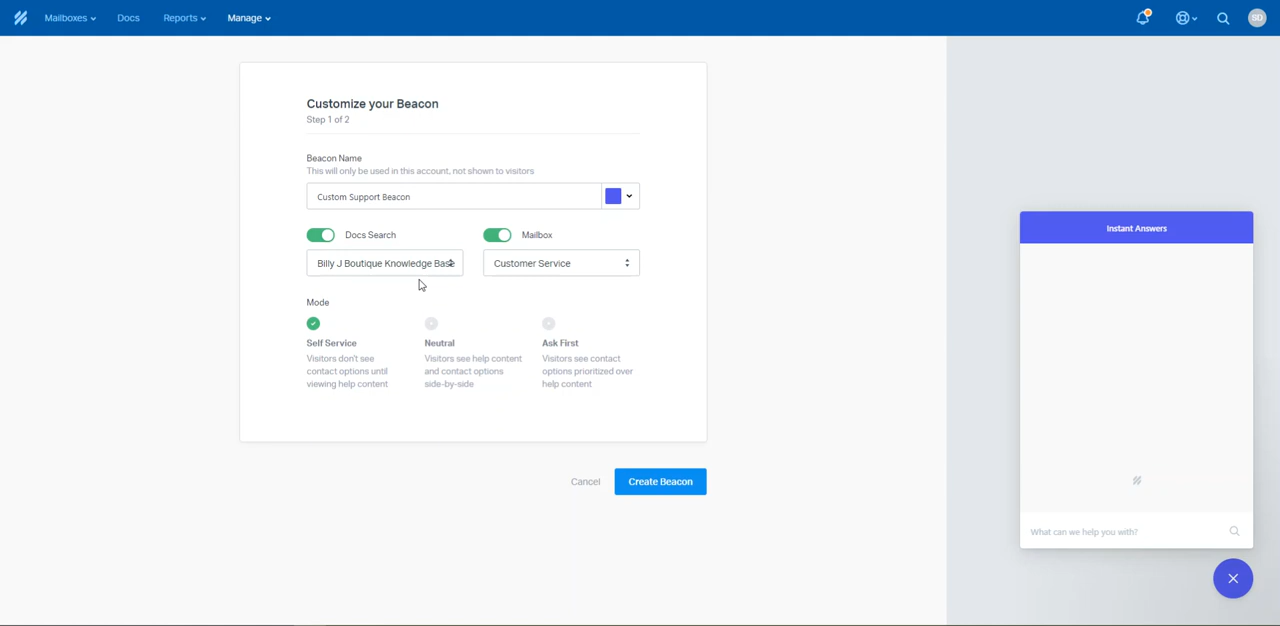 Mailboxes Docs Reports Manage SD
Customize your Beacon
Step 1 of 2
Beacon Name
This will only be used in this account, not shown to visitors
Custom Support Beacon
Docs Search Mailbox
Billy J Boutique Knowledge Base Customer Service
Mode
Self Service
Visitors don't see
contact options until
viewing help content
Neutral
Visitors see help content
and contact options
side-by-side
Ask First
Visitors see contact
options prioritized over
help content
Cancel Create Beacon
Instant Answers
What can we help you with?